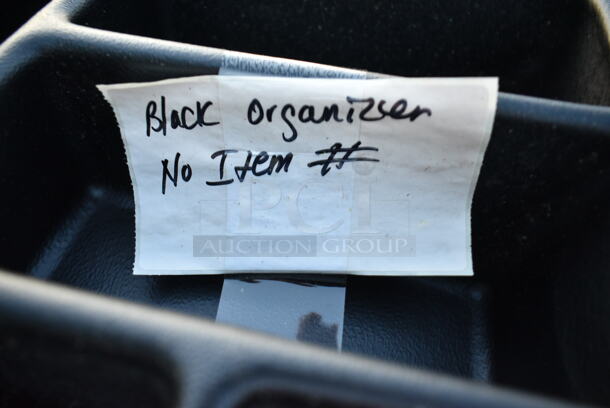 Black Organizer
No Item #
PCi
AUCTION GROUP